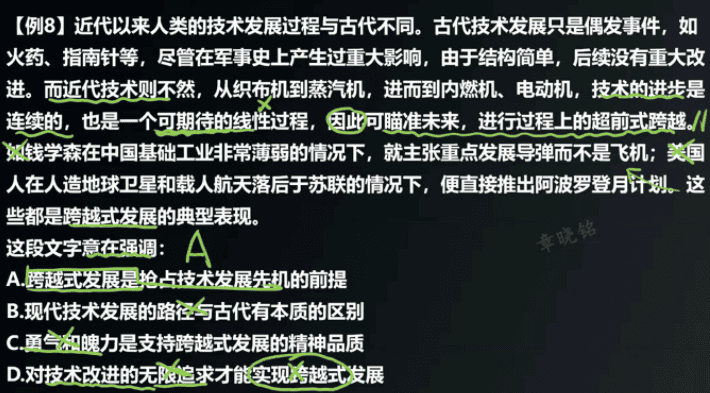 【例8】近代以来人类的技术发展过程与古代不同。古代技术发展只是偶发事件，如
火药、指南针等，尽管在军事史上产生过重大影响，由于结构简单，后续没有重大改
进。而近代技术则不然，从织布机到蒸汽机，进而到内燃机、电动机，技术的进步是
连续的，也是一个可期待的线性过程，因此可瞄准未来，进行过程上的超前式跨越。
如钱学森在中国基础工业非常薄弱的情况下，就主张重点发展导弹而不是飞机；美国
人在人造地球卫星和载人航天落后于苏联的情况下，便直接推出阿波罗登月计划。这
些都是跨越式发展的典型表现。
这段文字意在强调： A
章晓铭
A.跨越式发展是抢占技术发展先机的前提
B.现代技术发展的路径与古代有本质的区别
C.勇气和魄力是支持跨越式发展的精神品质
D.对技术改进的无限追求才能实现跨越式发展